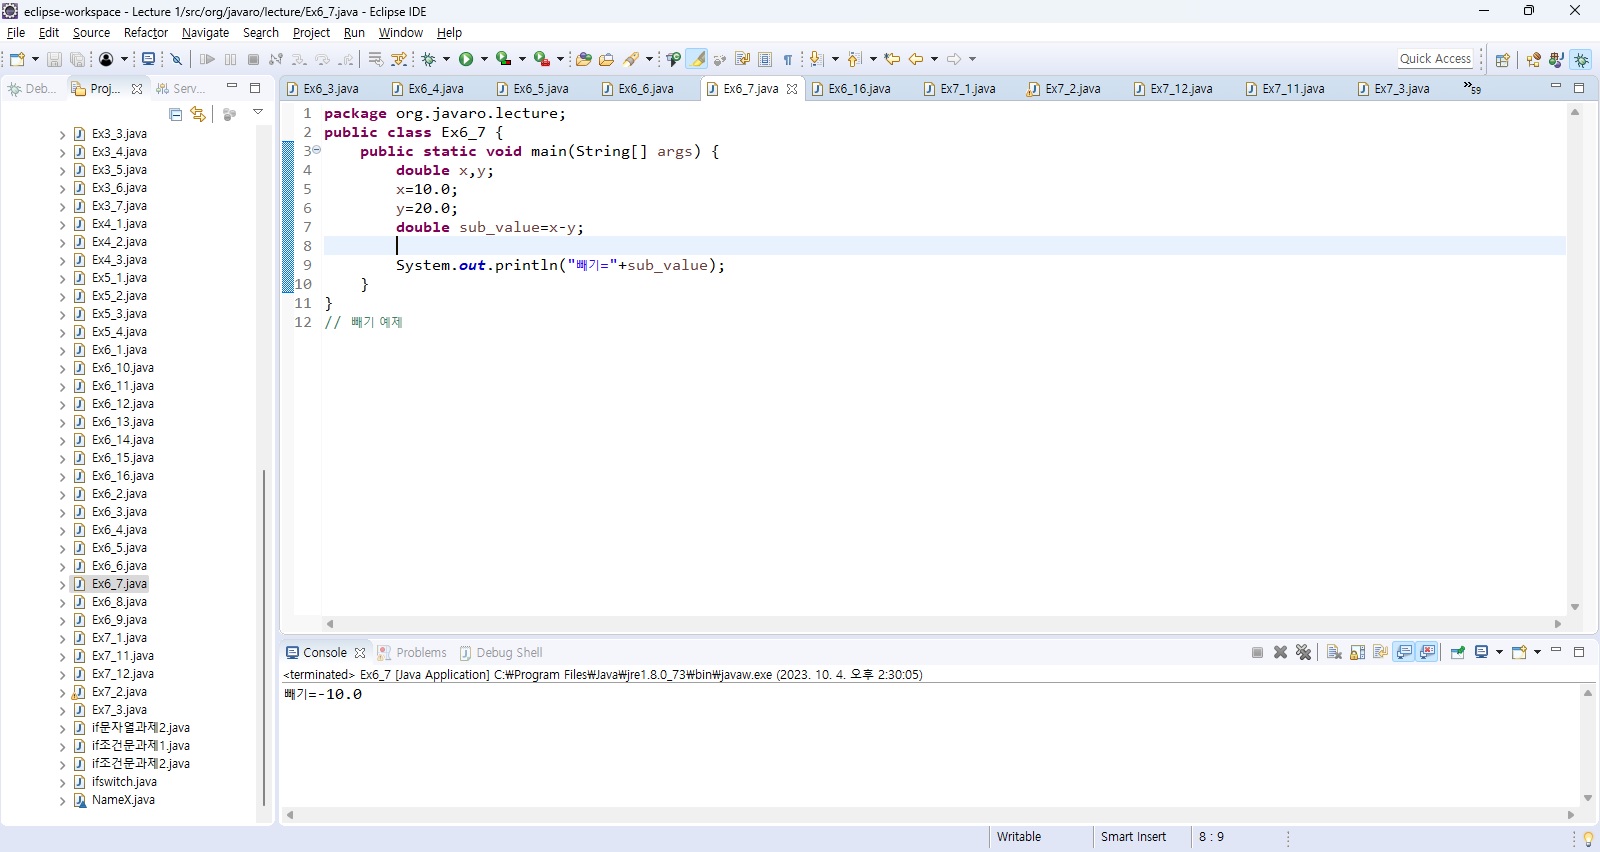 eclipse-workspace - Lecture 1/src/org/javaro/lecture/Ex6_7.java - Eclipse IDE
File Edit Source Refactor Navigate Search Project Run Window Help
Quick Access
Deb... Proj... Serv...
Ex6_3.java Ex6_4.java Ex6_5.java Ex6_6.java Ex6_7.java Ex6_16.java Ex7_1.java Ex7_2.java Ex7_12.java Ex7_11.java Ex7_3.java »59
Ex3_3.java
Ex3_4.java
Ex3_5.java
Ex3_6.java
Ex3_7.java
Ex4_1.java
Ex4_2.java
Ex4_3.java
Ex5_1.java
Ex5_2.java
Ex5_3.java
Ex5_4.java
Ex6_1.java
Ex6_10.java
Ex6_11.java
Ex6_12.java
Ex6_13.java
Ex6_14.java
Ex6_15.java
Ex6_16.java
Ex6_2.java
Ex6_3.java
Ex6_4.java
Ex6_5.java
Ex6_6.java
Ex6_7.java
Ex6_8.java
Ex6_9.java
Ex7_1.java
Ex7_11.java
Ex7_12.java
Ex7_2.java
Ex7_3.java
if문자열과제2.java
if조건문과제1.java
if조건문과제2.java
ifswitch.java
NameX.java
1 package org.javaro.lecture;
2 public class Ex6_7 {
3 public static void main(String[] args) {
4 double x,y;
5 x=10.0;
6 y=20.0;
7 double sub_value=x-y;
8
9 System.out.println("빼기="+sub_value);
10 }
11 }
12 // 빼기 예제
Console Problems Debug Shell
<terminated> Ex6_7 [Java Application] C:₩Program Files₩Java₩jre1.8.0_73₩bin₩javaw.exe (2023. 10. 4. 오후 2:30:05)
빼기=-10.0
Writable Smart Insert 8 : 9